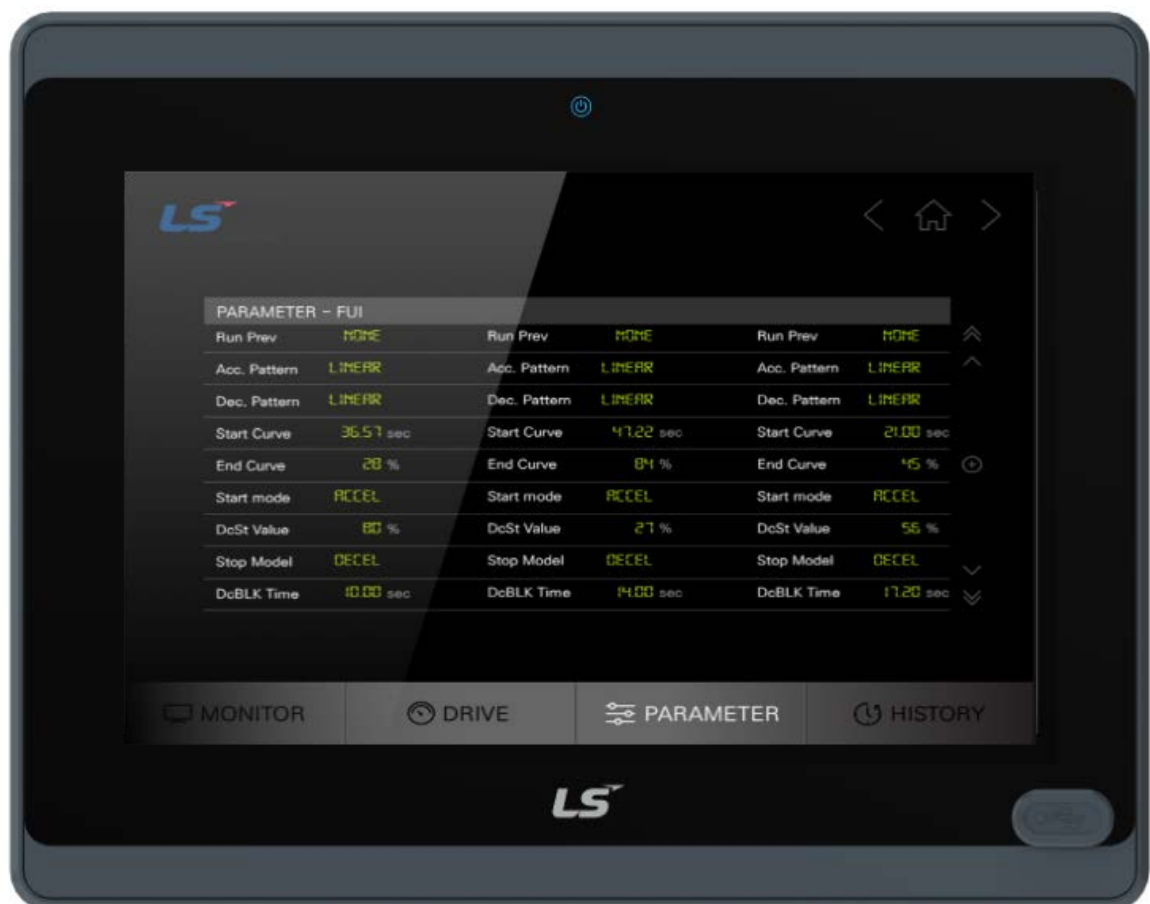 LS
PARAMETER - FUI
Run Prev NONE Run Prev NONE Run Prev NONE
Acc. Pattern LINEAR Acc. Pattern LINEAR Acc. Pattern LINEAR
Dec. Pattern LINEAR Dec. Pattern LINEAR Dec. Pattern LINEAR
Start Curve 36.57 sec Start Curve 47.22 sec Start Curve 21.00 sec
End Curve 28 % End Curve 84 % End Curve 45 %
Start mode ACCEL Start mode ACCEL Start mode ACCEL
DcSt Value 80 % DcSt Value 27 % DcSt Value 56 %
Stop Model DECEL Stop Model DECEL Stop Model DECEL
DcBLK Time 10.00 sec DcBLK Time 14.00 sec DcBLK Time 17.20 sec
MONITOR DRIVE PARAMETER HISTORY
LS